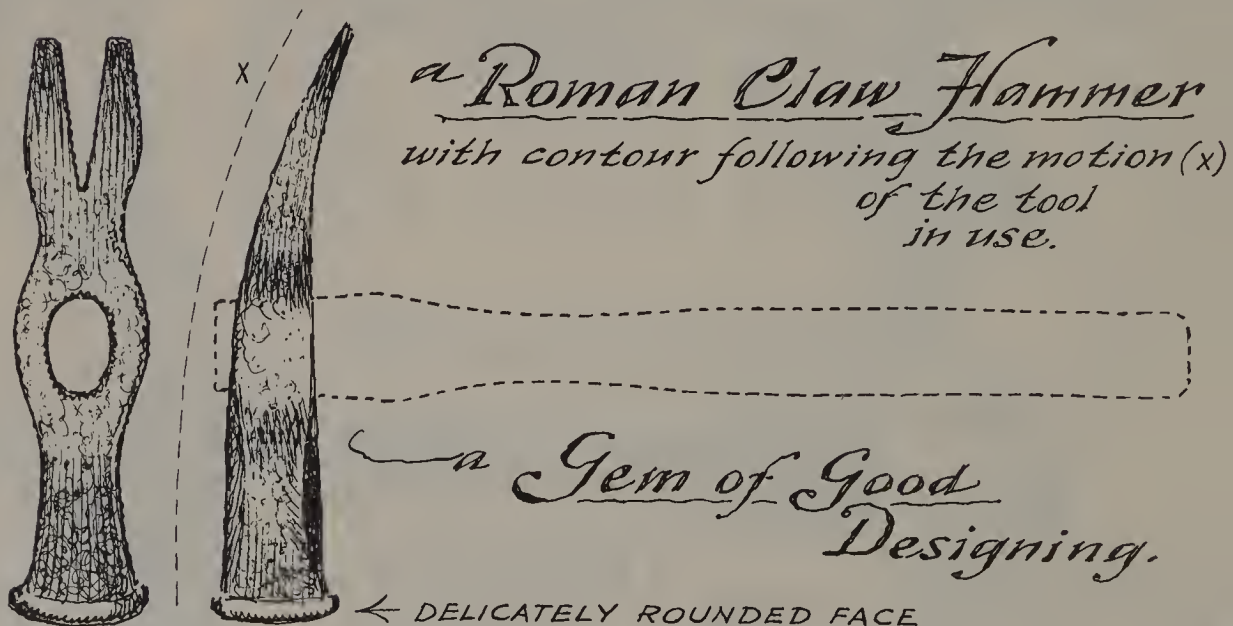 X
a Roman Claw Hammer
with contour following the motion (x)
of the tool
in use.
a Gem of Good
Designing.
← DELICATELY ROUNDED FACE